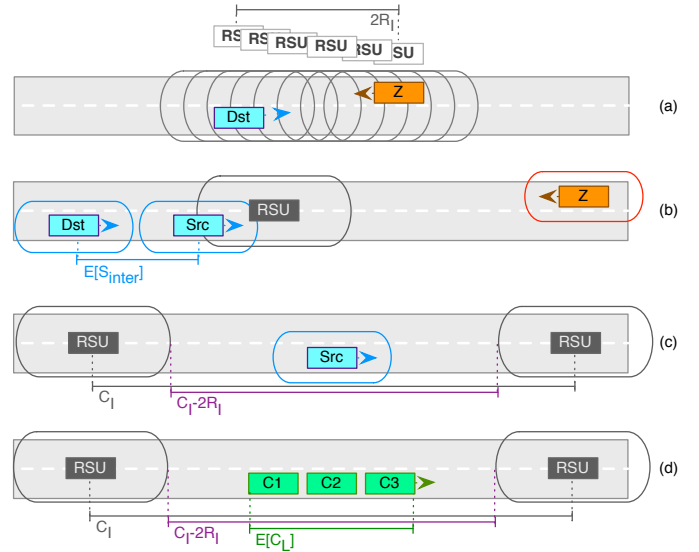 2R_I
RSU RSU RSU RSU RSU RSU
Z
Dst
(a)
Z
Dst Src RSU
(b)
E[S_inter]
RSU RSU
Src
(c)
C_I
C_I-2R_I
RSU RSU
C1 C2 C3
(d)
C_I
C_I-2R_I
E[C_L]